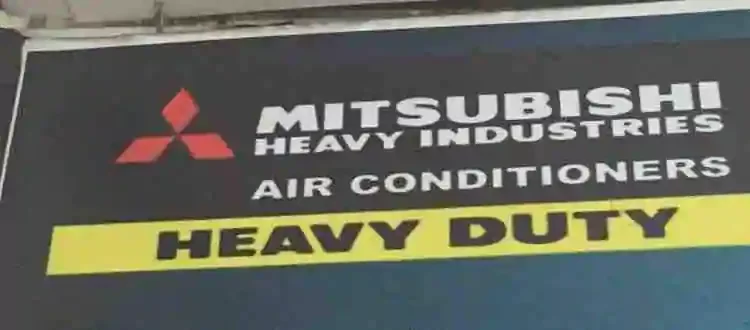 MITSUBISHI
HEAVY INDUSTRIES
AIR CONDITIONERS
HEAVY DUTY